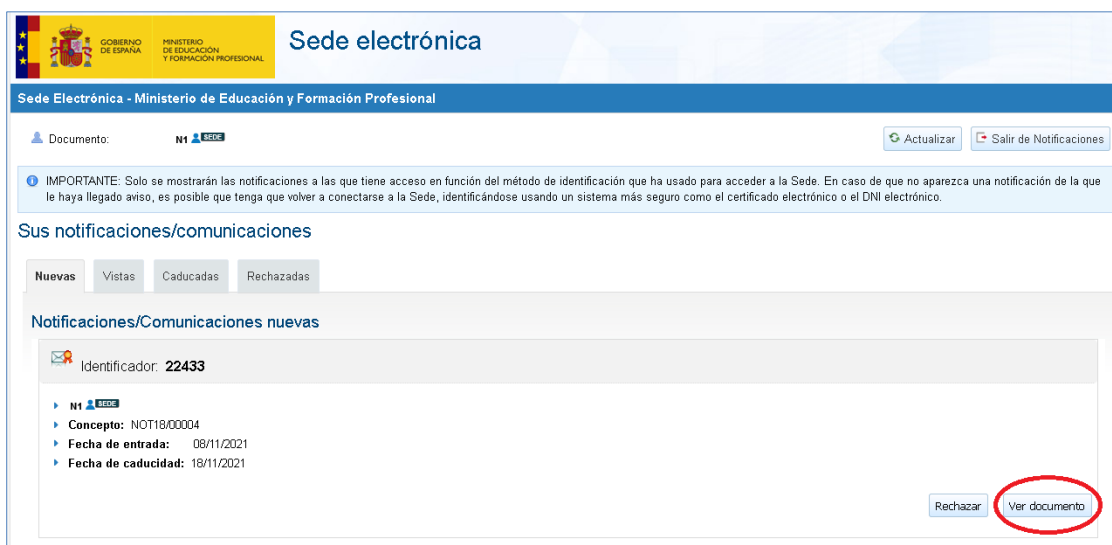 GOBIERNO
DE ESPAÑA
MINISTERIO
DE EDUCACIÓN
Y FORMACIÓN PROFESIONAL
Sede electrónica
Sede Electrónica - Ministerio de Educación y Formación Profesional
Documento: N1 SEDE Actualizar Salir de Notificaciones
IMPORTANTE: Solo se mostrarán las notificaciones a las que tiene acceso en función del método de identificación que ha usado para acceder a la Sede. En caso de que no aparezca una notificación de la que
le haya llegado aviso, es posible que tenga que volver a conectarse a la Sede, identificándose usando un sistema más seguro como el certificado electrónico o el DNI electrónico.
Sus notificaciones/comunicaciones
Nuevas Vistas Caducadas Rechazadas
Notificaciones/Comunicaciones nuevas
Identificador: 22433
N1 SEDE
Concepto: NOT18/00004
Fecha de entrada: 08/11/2021
Fecha de caducidad: 18/11/2021
Rechazar Ver documento